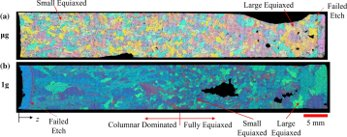 Small Equiaxed
Large Equiaxed
Failed
Etch
(a)
µg
(b)
1g
z
Failed
Etch
Columnar Dominated
Fully Equiaxed
Small
Equiaxed
Large
Equiaxed
5 mm